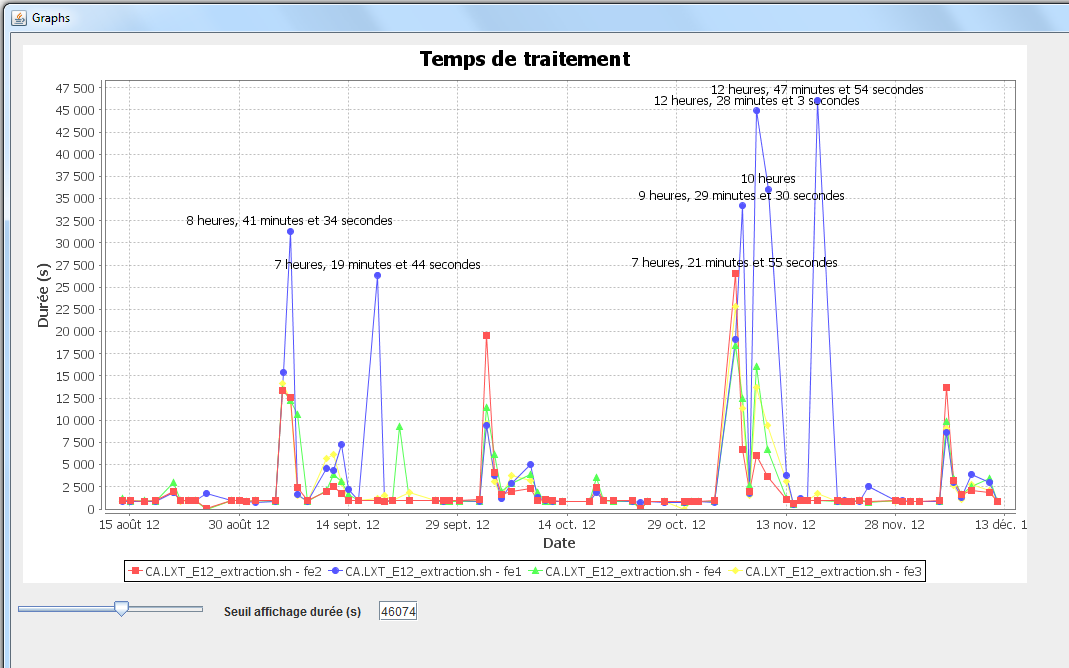 Graphs
Temps de traitement
47 500
45 000
42 500
40 000
37 500
35 000
32 500
30 000
27 500
25 000
22 500
20 000
17 500
15 000
12 500
10 000
7 500
5 000
2 500
0
Durée (s)
12 heures, 47 minutes et 54 secondes
12 heures, 28 minutes et 3 secondes
10 heures
9 heures, 29 minutes et 30 secondes
8 heures, 41 minutes et 34 secondes
7 heures, 19 minutes et 44 secondes
7 heures, 21 minutes et 55 secondes
15 août 12 30 août 12 14 sept. 12 29 sept. 12 14 oct. 12 29 oct. 12 13 nov. 12 28 nov. 12 13 déc. 1
Date
CA.LXT_E12_extraction.sh - fe2 CA.LXT_E12_extraction.sh - fe1 CA.LXT_E12_extraction.sh - fe4 CA.LXT_E12_extraction.sh - fe3
Seuil affichage durée (s) 46074